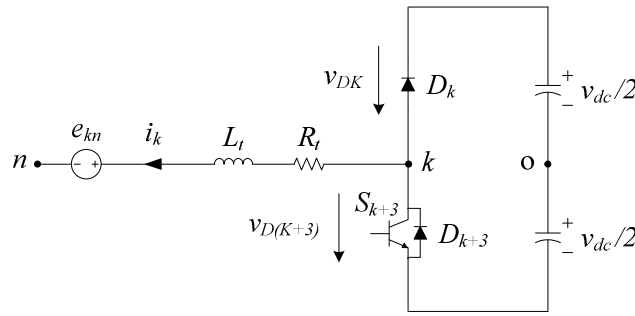 v_DK
D_k
+
−
v_dc/2
e_kn
i_k
L_t
R_t
n
− +
k
o
S_k+3
v_D(K+3)
D_k+3
+
−
v_dc/2